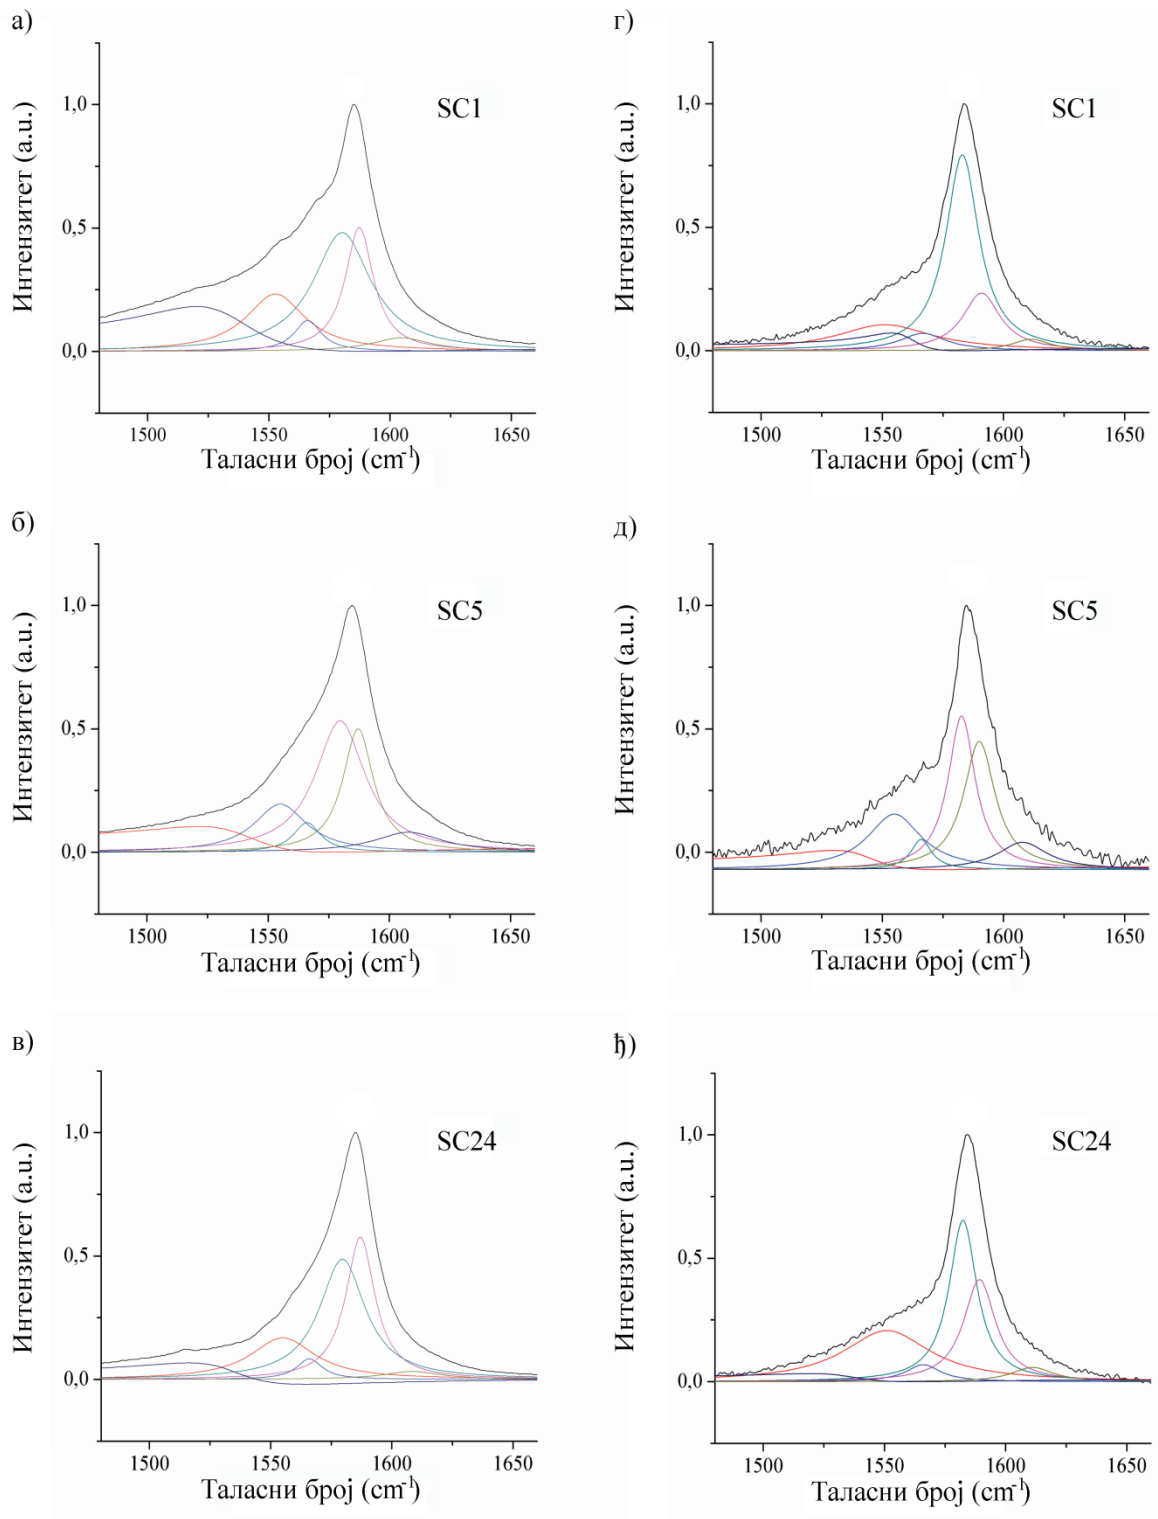 а)
SC1
Интензитет (a.u.)
1,0
0,5
0,0
1500 1550 1600 1650
Таласни број (cm⁻¹)
г)
SC1
Интензитет (a.u.)
1,0
0,5
0,0
1500 1550 1600 1650
Таласни број (cm⁻¹)
б)
SC5
Интензитет (a.u.)
1,0
0,5
0,0
1500 1550 1600 1650
Таласни број (cm⁻¹)
д)
SC5
Интензитет (a.u.)
1,0
0,5
0,0
1500 1550 1600 1650
Таласни број (cm⁻¹)
в)
SC24
Интензитет (a.u.)
1,0
0,5
0,0
1500 1550 1600 1650
Таласни број (cm⁻¹)
ђ)
SC24
Интензитет (a.u.)
1,0
0,5
0,0
1500 1550 1600 1650
Таласни број (cm⁻¹)